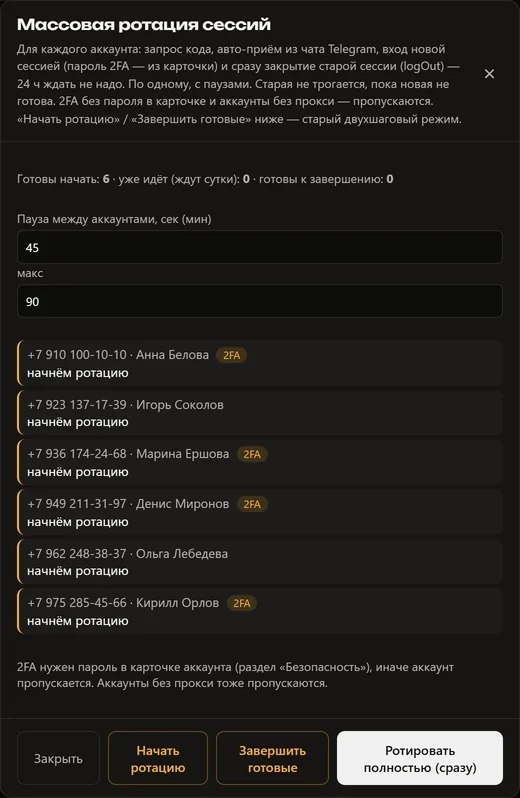 Массовая ротация сессий
Для каждого аккаунта: запрос кода, авто-приём из чата Telegram, вход новой
сессией (пароль 2FA — из карточки) и сразу закрытие старой сессии (logOut) —
24 ч ждать не надо. По одному, с паузами. Старая не трогается, пока новая не
готова. 2FA без пароля в карточке и аккаунты без прокси — пропускаются.
«Начать ротацию» / «Завершить готовые» ниже — старый двухшаговый режим.
Готовы начать: 6 · уже идёт (ждут сутки): 0 · готовы к завершению: 0
Пауза между аккаунтами, сек (мин)
45
макс
90
+7 910 100-10-10 · Анна Белова 2FA
начнём ротацию
+7 923 137-17-39 · Игорь Соколов
начнём ротацию
+7 936 174-24-68 · Марина Ершова 2FA
начнём ротацию
+7 949 211-31-97 · Денис Миронов 2FA
начнём ротацию
+7 962 248-38-37 · Ольга Лебедева
начнём ротацию
+7 975 285-45-66 · Кирилл Орлов 2FA
начнём ротацию
2FA нужен пароль в карточке аккаунта (раздел «Безопасность»), иначе аккаунт
пропускается. Аккаунты без прокси тоже пропускаются.
Закрыть
Начать
ротацию
Завершить
готовые
Ротировать
полностью (сразу)